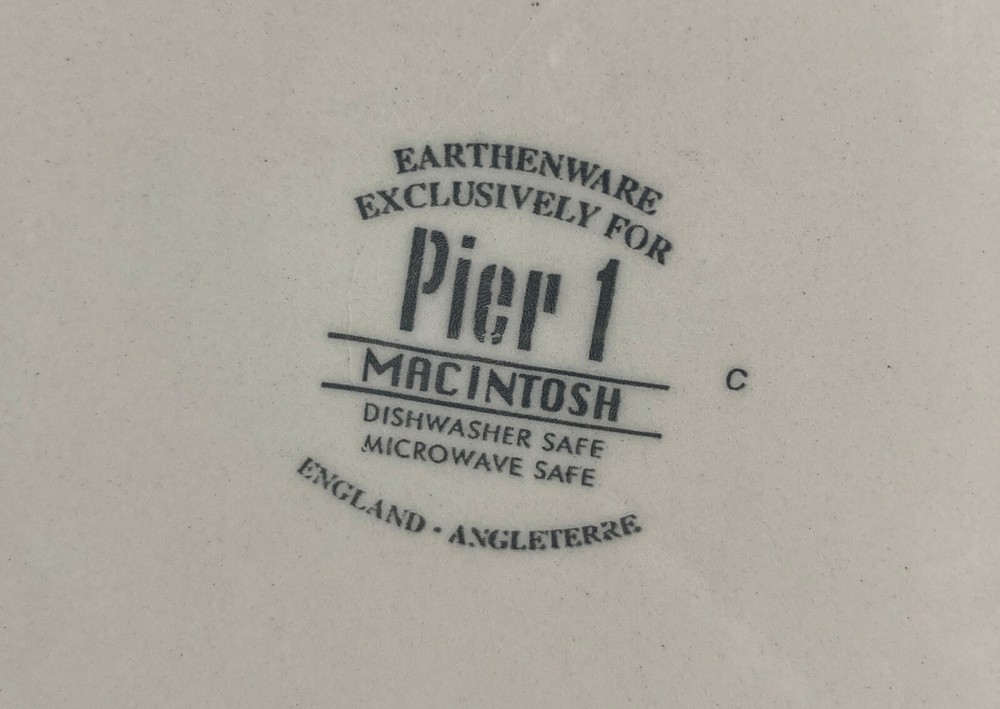 EARTHENWARE
EXCLUSIVELY FOR
Pier 1
MACINTOSH
DISHWASHER SAFE
MICROWAVE SAFE
ENGLAND · ANGLETERRE
C